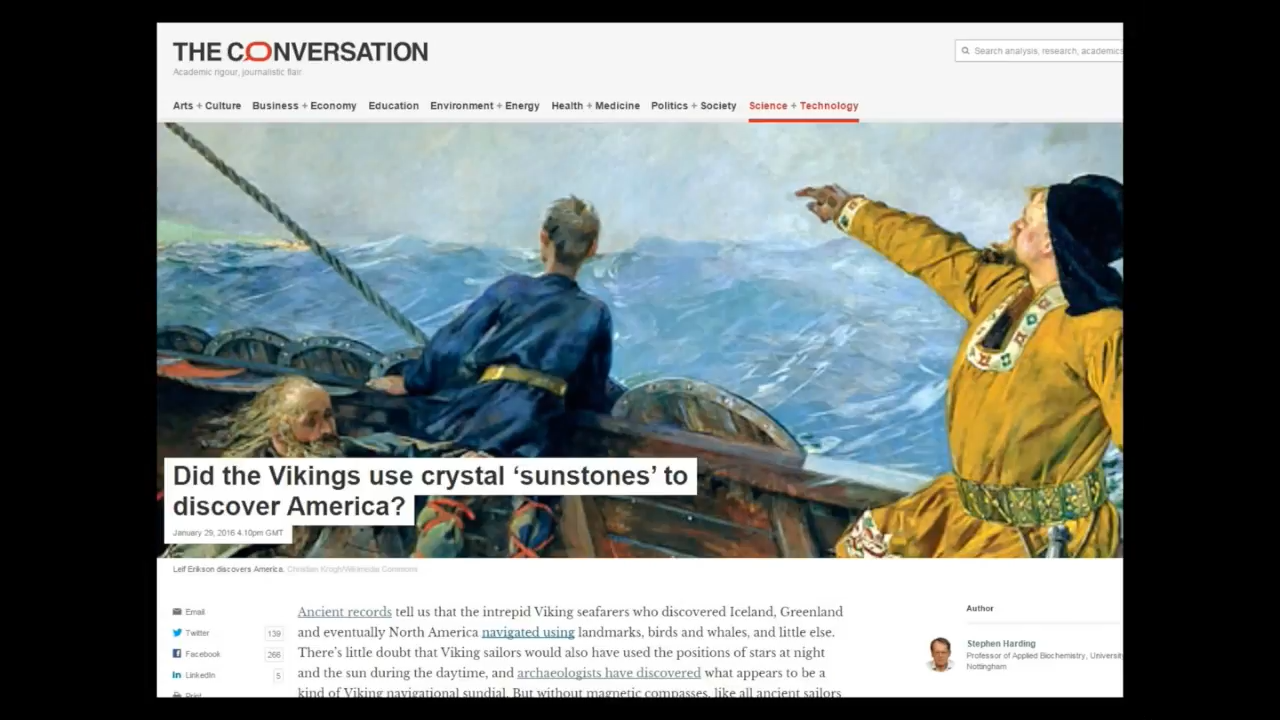 THE CONVERSATION
Academic rigour, journalistic flair.
Search analysis, research, academics
Arts + Culture Business + Economy Education Environment + Energy Health + Medicine Politics + Society Science + Technology
Did the Vikings use crystal ‘sunstones’ to
discover America?
January 29, 2016 4.10pm GMT
Leif Erikson discovers America. Christian Krogh/Wikimedia Commons
Email
Twitter 139
Facebook 266
LinkedIn 5
Print
Ancient records tell us that the intrepid Viking seafarers who discovered Iceland, Greenland
and eventually North America navigated using landmarks, birds and whales, and little else.
There’s little doubt that Viking sailors would also have used the positions of stars at night
and the sun during the daytime, and archaeologists have discovered what appears to be a
kind of Viking navigational sundial. But without magnetic compasses, like all ancient sailors
Author
Stephen Harding
Professor of Applied Biochemistry, University
Nottingham